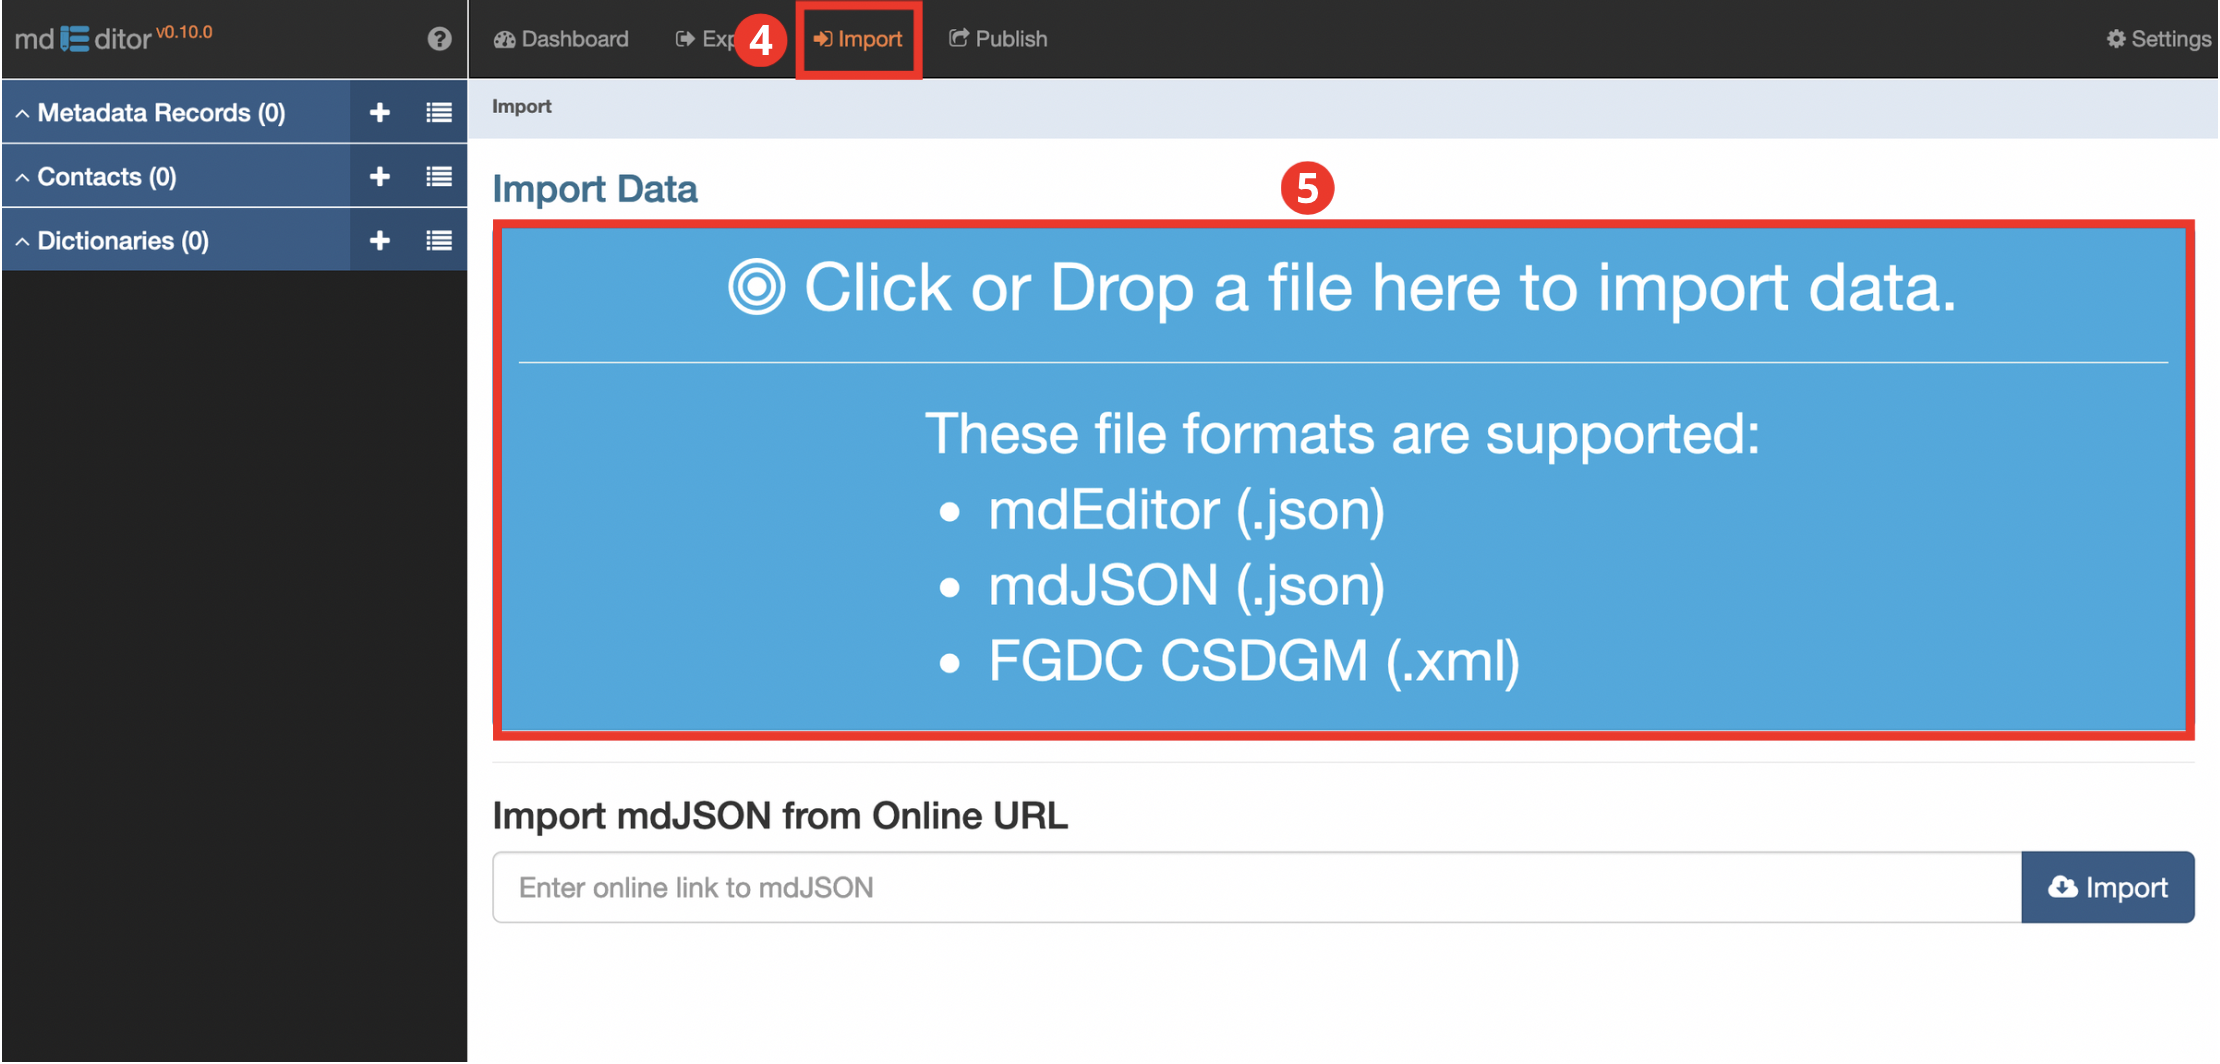 mdEditor v0.10.0
Dashboard
Exp
4
Import
Publish
Settings
Metadata Records (0)
Contacts (0)
Dictionaries (0)
Import
Import Data
5
Click or Drop a file here to import data.
These file formats are supported:
• mdEditor (.json)
• mdJSON (.json)
• FGDC CSDGM (.xml)
Import mdJSON from Online URL
Enter online link to mdJSON
Import